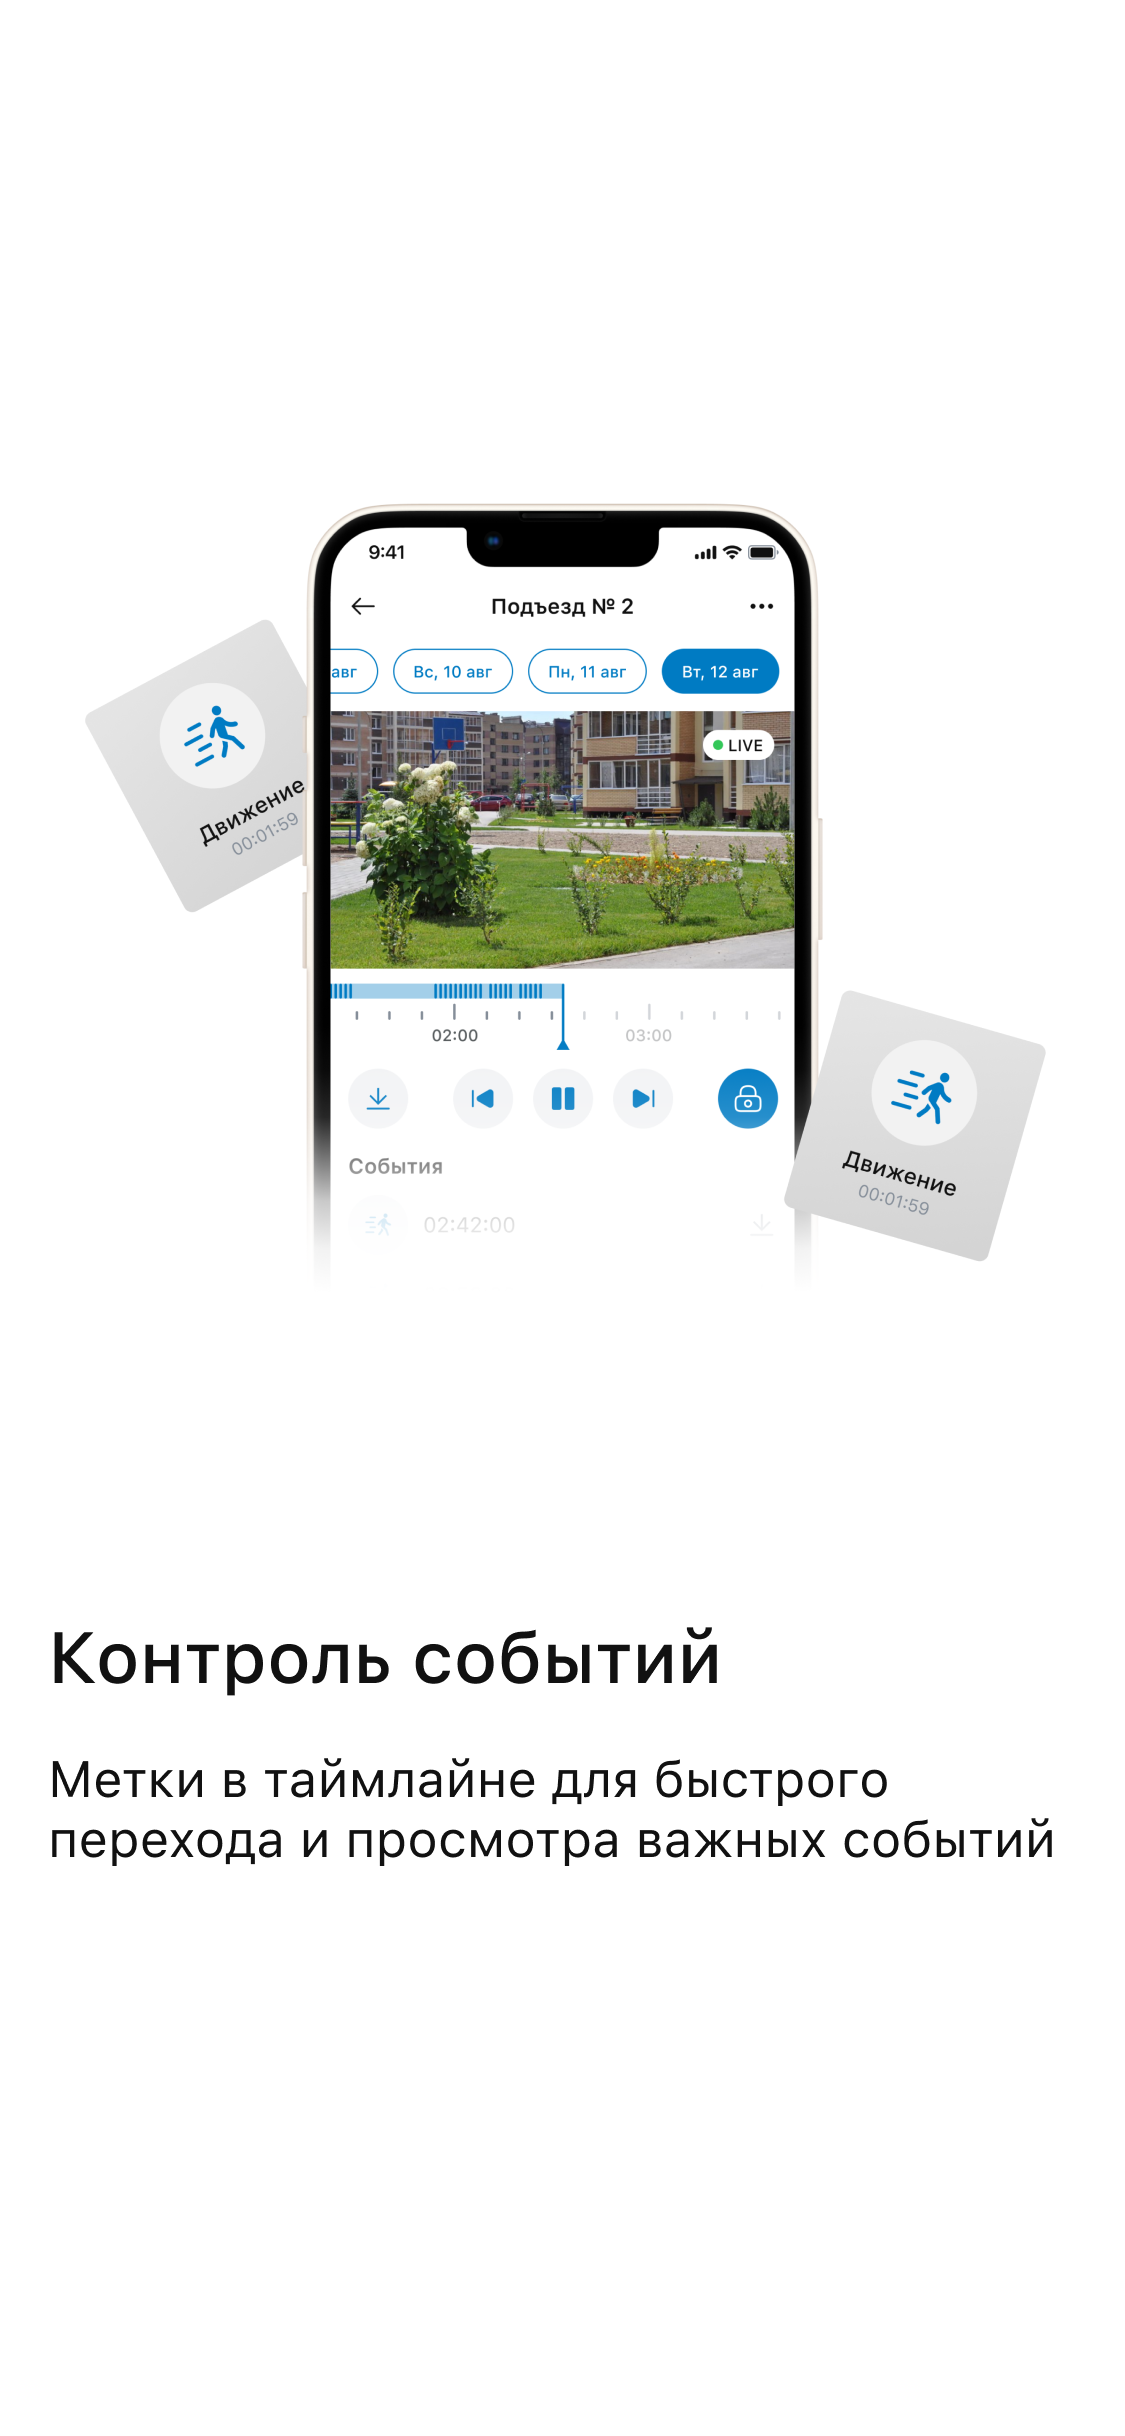 9:41
Подъезд № 2
авг
Вс, 10 авг
Пн, 11 авг
Вт, 12 авг
LIVE
Движение
00:01:59
02:00
03:00
Движение
00:01:59
События
02:42:00
Контроль событий
Метки в таймлайне для быстрого
перехода и просмотра важных событий